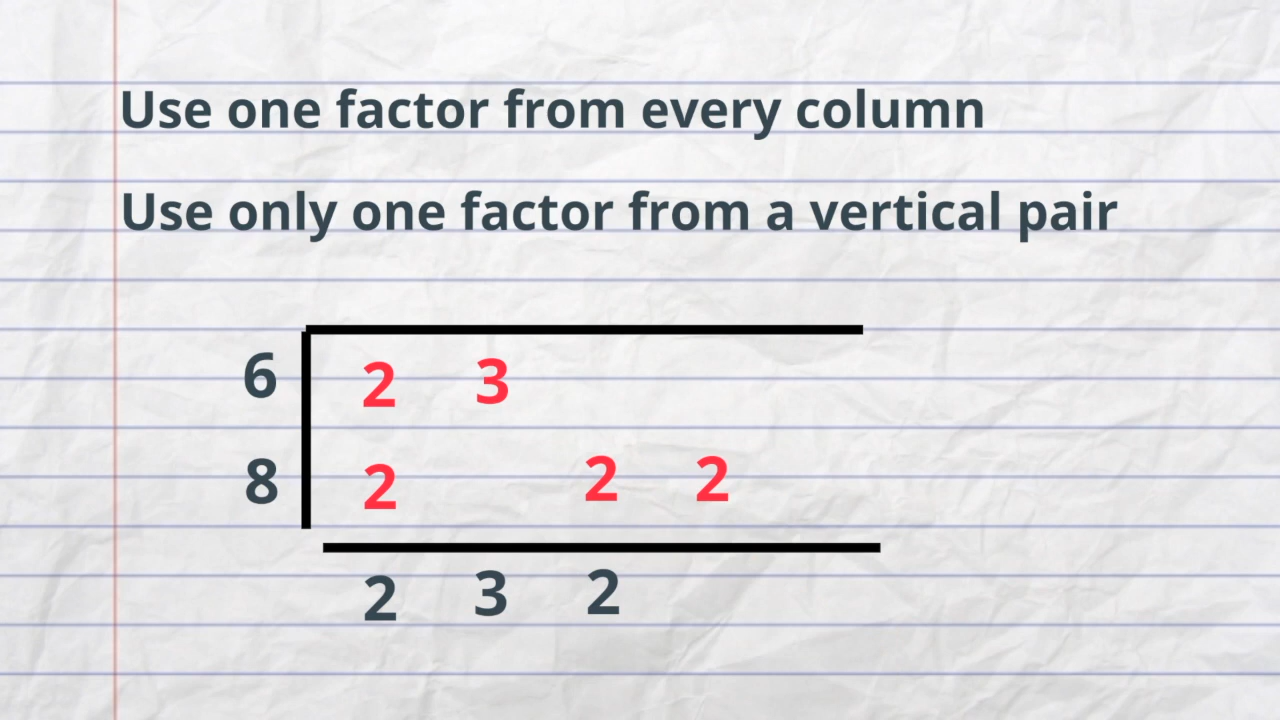 Use one factor from every column
Use only one factor from a vertical pair
6 2 3
8 2 2 2
2 3 2